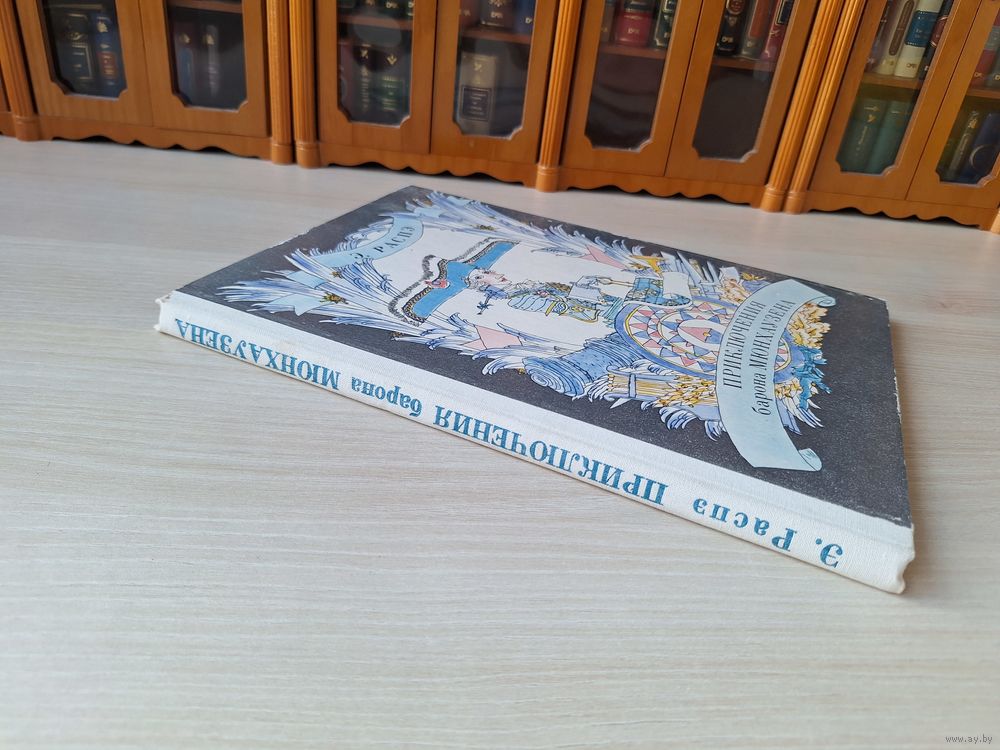 Э. РАСПЭ
ПРИКЛЮЧЕНИЯ
барона МЮНХАУЗЕНА
Э. Распэ ПРИКЛЮЧЕНИЯ барона МЮНХАУЗЕНА
www.ay.by